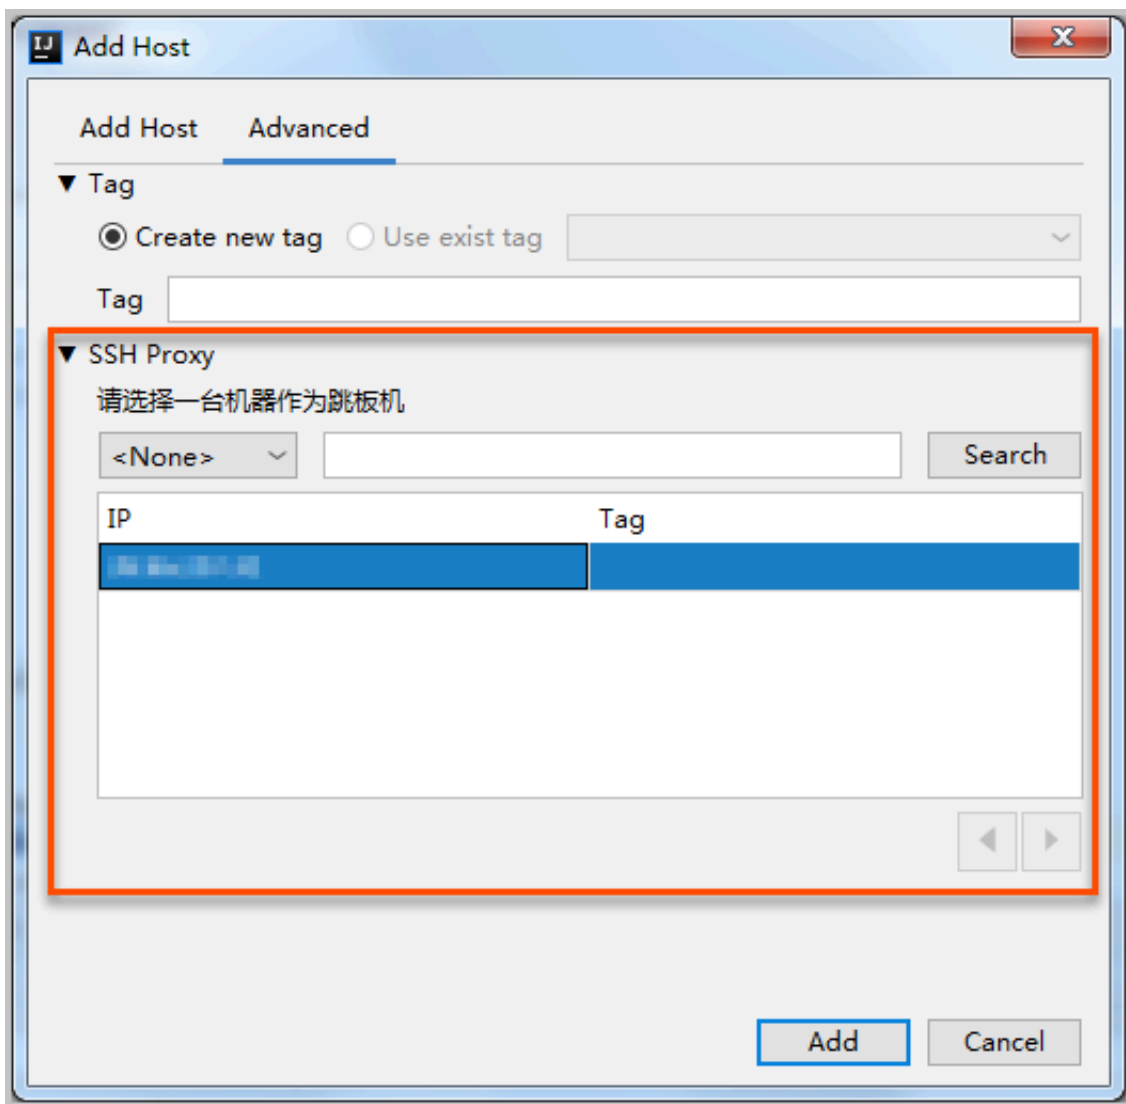 IJ Add Host
Add Host Advanced
Tag
Create new tag Use exist tag
Tag
SSH Proxy
请选择一台机器作为跳板机
<None> Search
IP Tag
Add Cancel